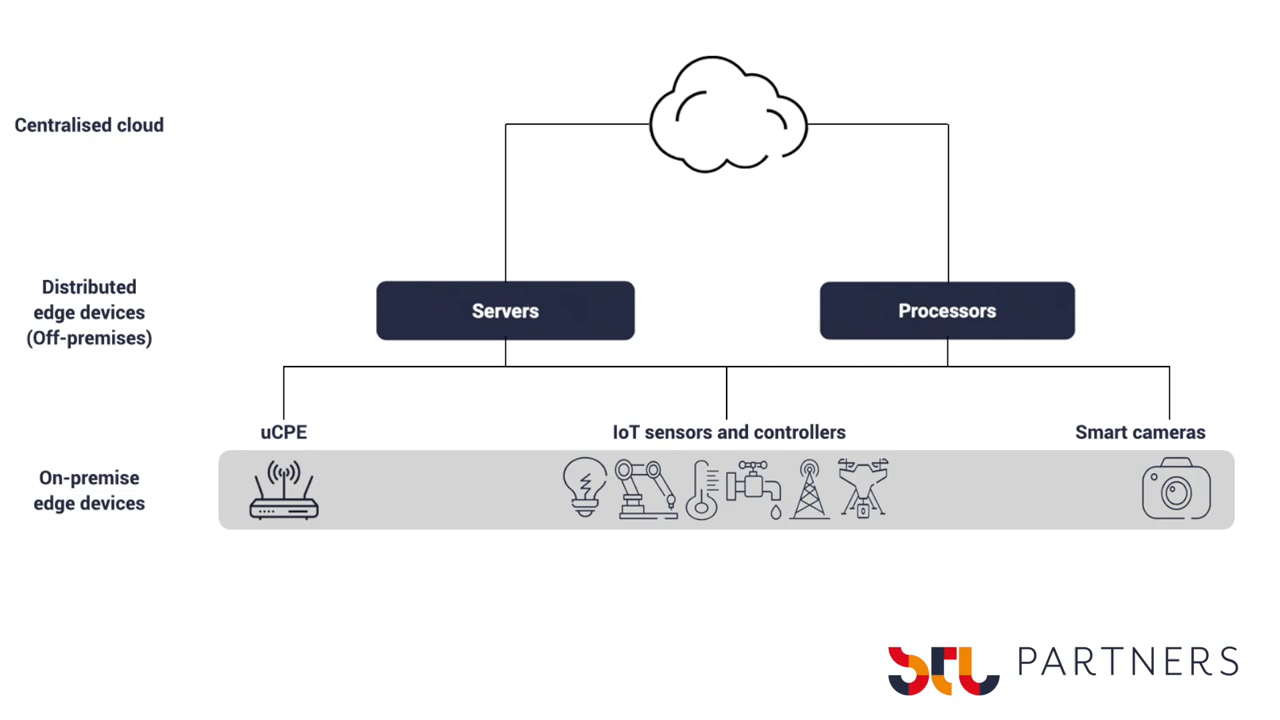 Centralised cloud
Distributed
edge devices
(Off-premises)
Servers
Processors
uCPE
IoT sensors and controllers
Smart cameras
On-premise
edge devices
STL PARTNERS